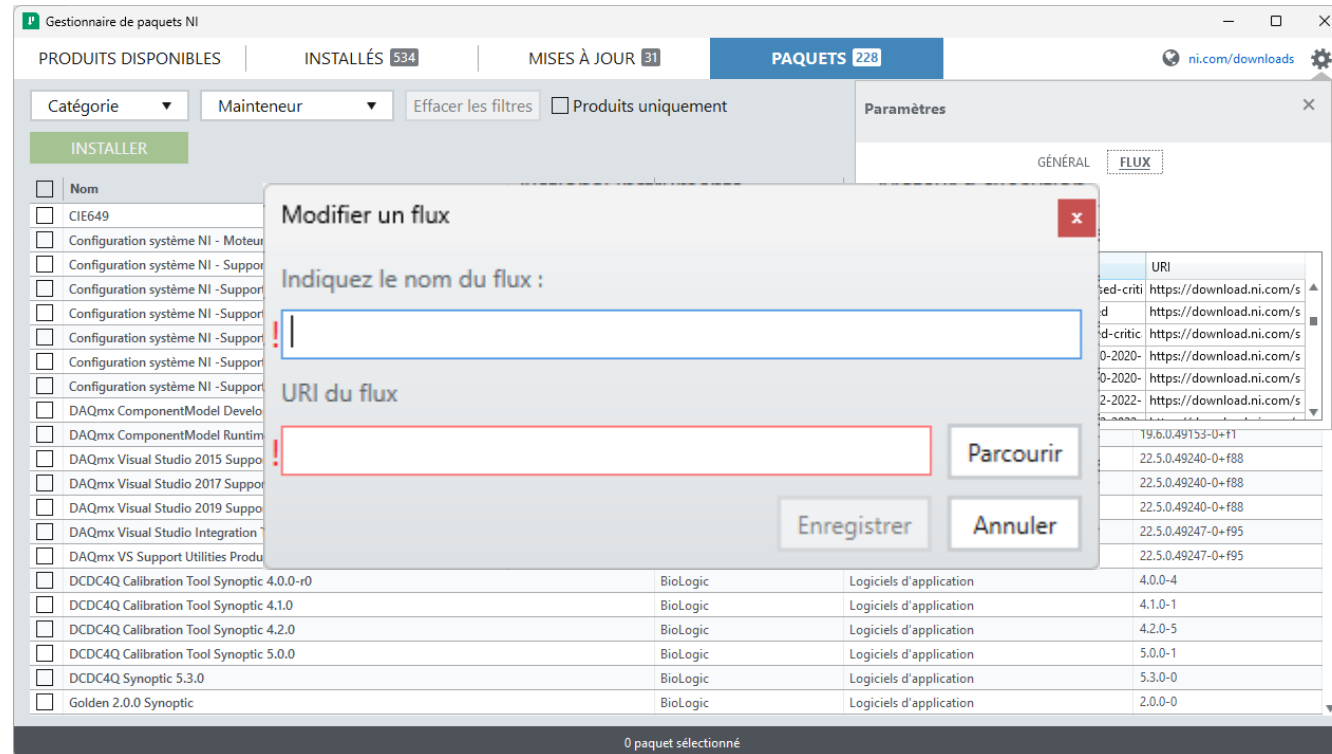 Gestionnaire de paquets NI
PRODUITS DISPONIBLES INSTALLÉS 534 MISES À JOUR 31 PAQUETS 228 ni.com/downloads
Catégorie Mainteneur Effacer les filtres Produits uniquement
Paramètres
INSTALLER
GÉNÉRAL FLUX
Nom
Modifier un flux
x
Indiquez le nom du flux :
!
URI du flux
!
Parcourir
Enregistrer Annuler
URI
sed-criti https://download.ni.com/s
d https://download.ni.com/s
d-critic https://download.ni.com/s
0-2020- https://download.ni.com/s
0-2020- https://download.ni.com/s
2-2022- https://download.ni.com/s
CIE649
Configuration système NI - Moteur
Configuration système NI - Suppor
Configuration système NI -Support
Configuration système NI -Support
Configuration système NI -Support
Configuration système NI -Support
Configuration système NI -Support
DAQmx ComponentModel Develo
DAQmx ComponentModel Runtim 19.6.0.49153-0+f1
DAQmx Visual Studio 2015 Suppo 22.5.0.49240-0+f88
DAQmx Visual Studio 2017 Suppor 22.5.0.49240-0+f88
DAQmx Visual Studio 2019 Suppo 22.5.0.49240-0+f88
DAQmx Visual Studio Integration T 22.5.0.49247-0+f95
DAQmx VS Support Utilities Produ 22.5.0.49247-0+f95
DCDC4Q Calibration Tool Synoptic 4.0.0-r0 BioLogic Logiciels d'application 4.0.0-4
DCDC4Q Calibration Tool Synoptic 4.1.0 BioLogic Logiciels d'application 4.1.0-1
DCDC4Q Calibration Tool Synoptic 4.2.0 BioLogic Logiciels d'application 4.2.0-5
DCDC4Q Calibration Tool Synoptic 5.0.0 BioLogic Logiciels d'application 5.0.0-1
DCDC4Q Synoptic 5.3.0 BioLogic Logiciels d'application 5.3.0-0
Golden 2.0.0 Synoptic BioLogic Logiciels d'application 2.0.0-0
0 paquet sélectionné